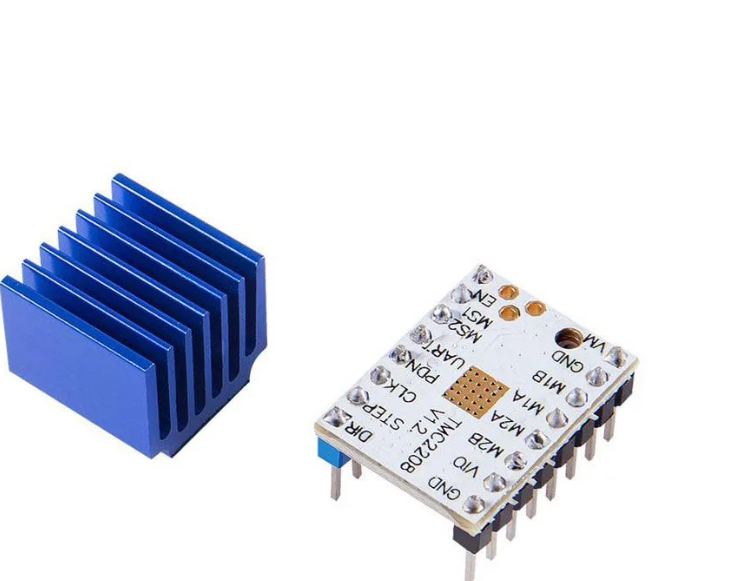 EN
MS1
MS2
UART
PDN
CLK
STEP
DIR
TMC2208
V1.2
VM
GND
M1B
M1A
M2A
M2B
VIO
GND